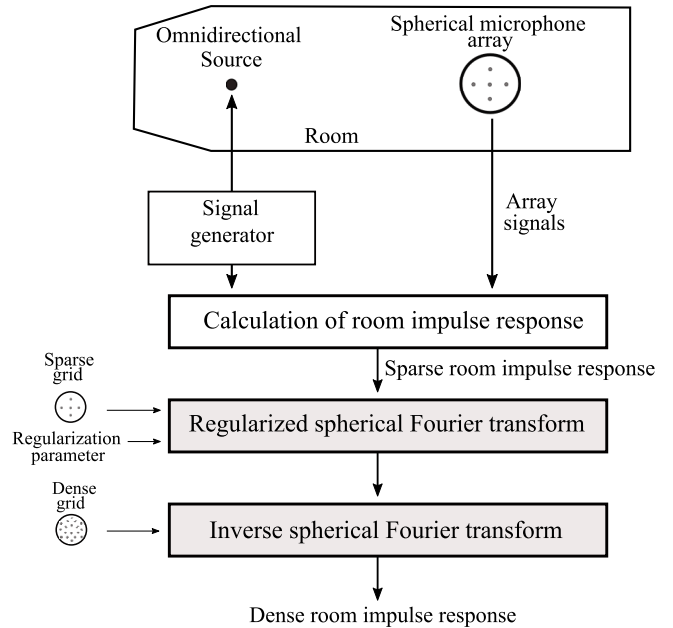 Omnidirectional
Source
Spherical microphone
array
Room
Signal
generator
Array
signals
Calculation of room impulse response
Sparse room impulse response
Sparse
grid
Regularized spherical Fourier transform
Regularization
parameter
Dense
grid
Inverse spherical Fourier transform
Dense room impulse response